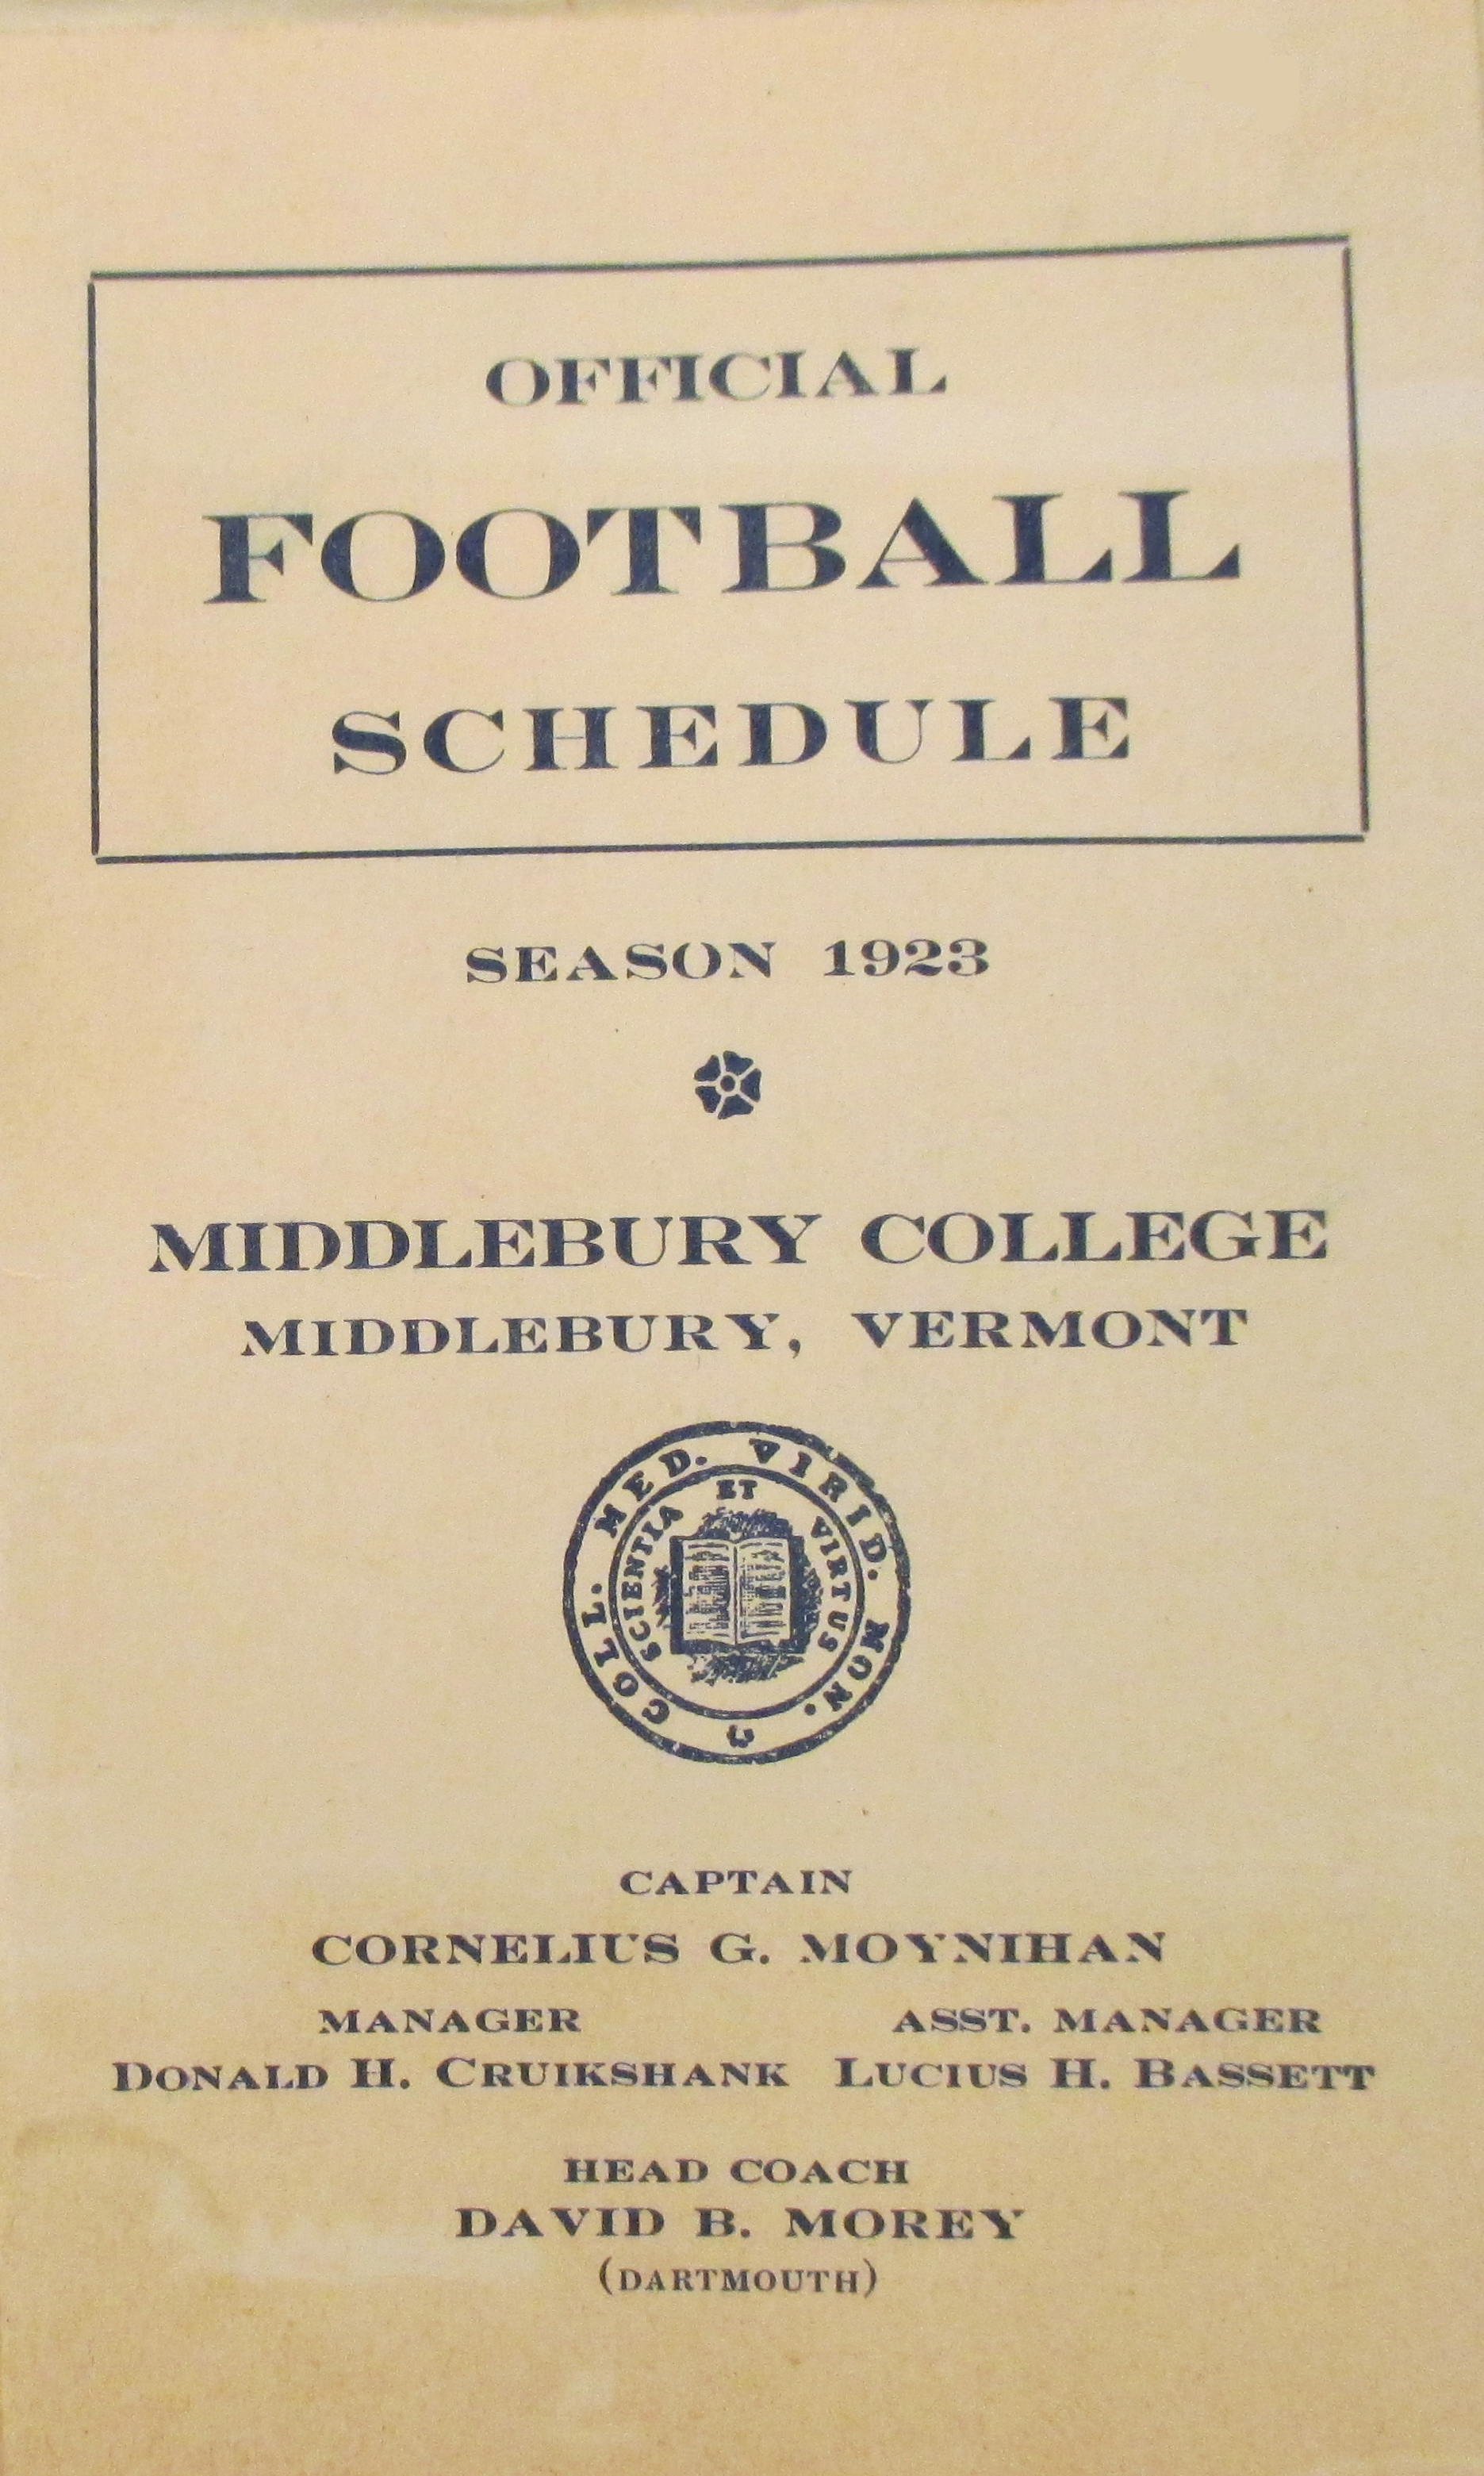 OFFICIAL
FOOTBALL
SCHEDULE
SEASON 1923
MIDDLEBURY COLLEGE
MIDDLEBURY, VERMONT
COLL. MED. VIRID. MON.
SCIENTIA ET VIRTUS
CAPTAIN
CORNELIUS G. MOYNIHAN
MANAGER ASST. MANAGER
DONALD H. CRUIKSHANK LUCIUS H. BASSETT
HEAD COACH
DAVID B. MOREY
(DARTMOUTH)